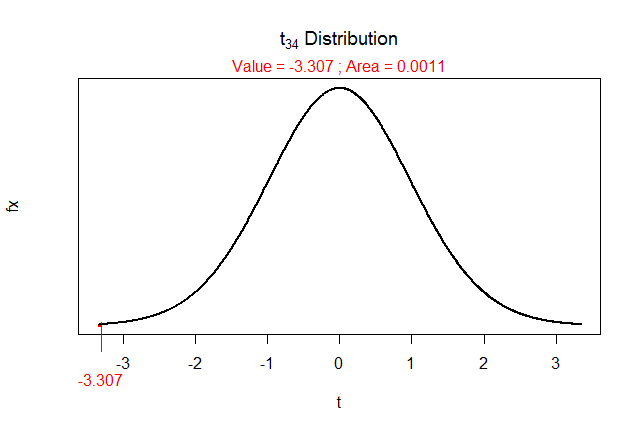 t34 Distribution
Value = -3.307 ; Area = 0.0011
fx
-3 -2 -1 0 1 2 3
-3.307
t